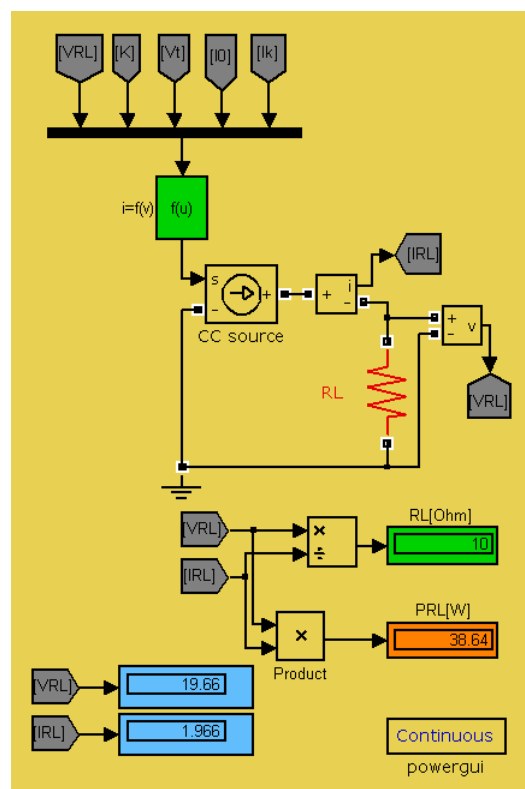 [VRL] [K] [Vt] [I0] [Ik]
i=f(v) f(u)
s
+
-
CC source
+ i
-
[IRL]
+
- v
[VRL]
RL
[VRL]
[IRL]
×
÷
RL[Ohm]
10
×
Product
PRL[W]
38.64
[VRL] 19.66
[IRL] 1.966
Continuous
powergui